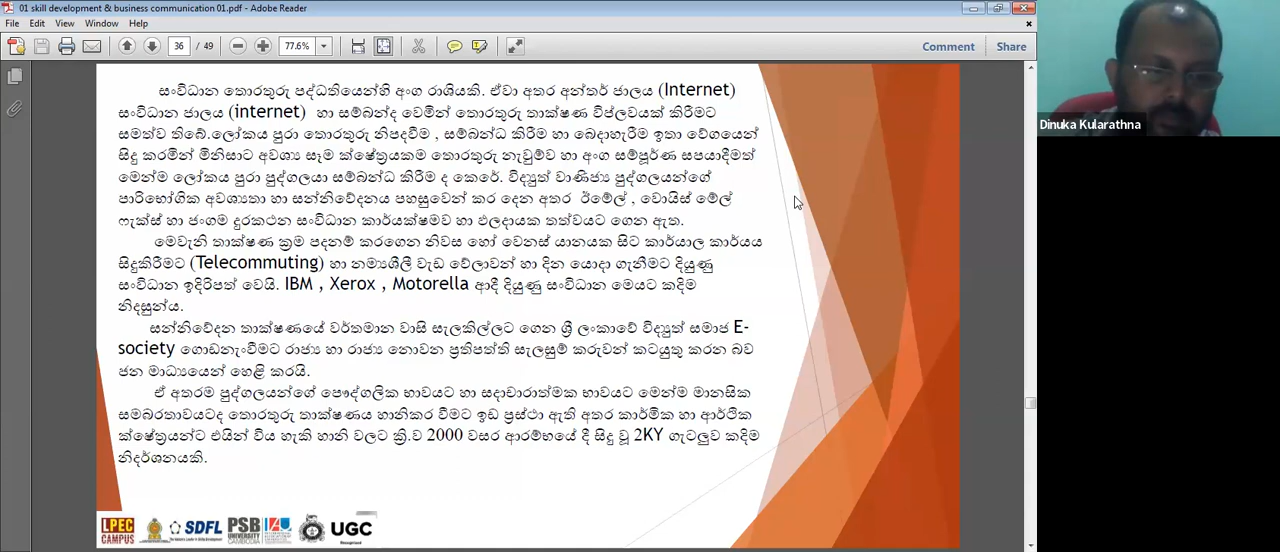 01 skill development & business communication 01.pdf - Adobe Reader
File Edit View Window Help
36 / 49 77.6% Comment Share
සංවිධාන තොරතුරු පද්ධතියෙන්හි අංග රාශියකි. ඒවා අතර අන්තර් ජාලය (Internet)
සංවිධාන ජාලය (internet) හා සම්බන්ද වෙමින් තොරතුරු තාක්ෂණ විප්ලවයක් කිරීමට
සමත්ව තිබේ.ලෝකය පුරා තොරතුරු නිපදවීම , සම්බන්ධ කිරීම හා බෙදාහැරීම ඉතා වේගයෙන්
සිදු කරමින් මිනිසාට අවශ්‍ය සෑම ක්ෂේත්‍රයකම තොරතුරු නැවුම්ව හා අංග සම්පූර්ණ සපයාදීමත්
මෙන්ම ලෝකය පුරා පුද්ගලයා සම්බන්ධ කිරීම ද කෙරේ. විද්‍යුත් වාණිජ්‍ය පුද්ගලයන්ගේ
පාරිභෝගික අවශ්‍යතා හා සන්නිවේදනය පහසුවෙන් කර දෙන අතර ඊමේල් , වොයිස් මේල්
ෆැක්ස් හා ජංගම දුරකථන සංවිධාන කාර්යක්ෂමව හා ඵලදායක තත්වයට ගෙන ඇත.
මෙවැනි තාක්ෂණ ක්‍රම පදනම් කරගෙන නිවස හෝ වෙනස් යානයක සිට කාර්යාල කාර්යය
සිදුකිරීමට (Telecommuting) හා නම්‍යශීලී වැඩ වේලාවන් හා දින යොදා ගැනීමට දියුණු
සංවිධාන ඉදිරිපත් වෙයි. IBM , Xerox , Motorella ආදී දියුණු සංවිධාන මෙයට කදිම
නිදසුන්ය.
සන්නිවේදන තාක්ෂණයේ වර්තමාන වාසි සැලකිල්ලට ගෙන ශ්‍රී ලංකාවේ විද්‍යුත් සමාජ E-
society ගොඩනැංවීමට රාජ්‍ය හා රාජ්‍ය නොවන ප්‍රතිපත්ති සැලසුම් කරුවන් කටයුතු කරන බව
ජන මාධ්‍යයෙන් හෙළි කරයි.
ඒ අතරම පුද්ගලයන්ගේ පෞද්ගලික භාවයට හා සදාචාරාත්මක භාවයට මෙන්ම මානසික
සමබරතාවයටද තොරතුරු තාක්ෂණය හානිකර වීමට ඉඩ ප්‍රස්ථා ඇති අතර කාර්මික හා ආර්ථික
ක්ෂේත්‍රයන්ට එයින් විය හැකි හානි වලට ක්‍රි.ව 2000 වසර ආරම්භයේ දී සිදු වූ 2KY ගැටලුව කදිම
නිදර්ශනයකි.
LPEC CAMPUS SDFL PSB UNIVERSITY CAMBODIA IAU UGC
Dinuka Kularathna